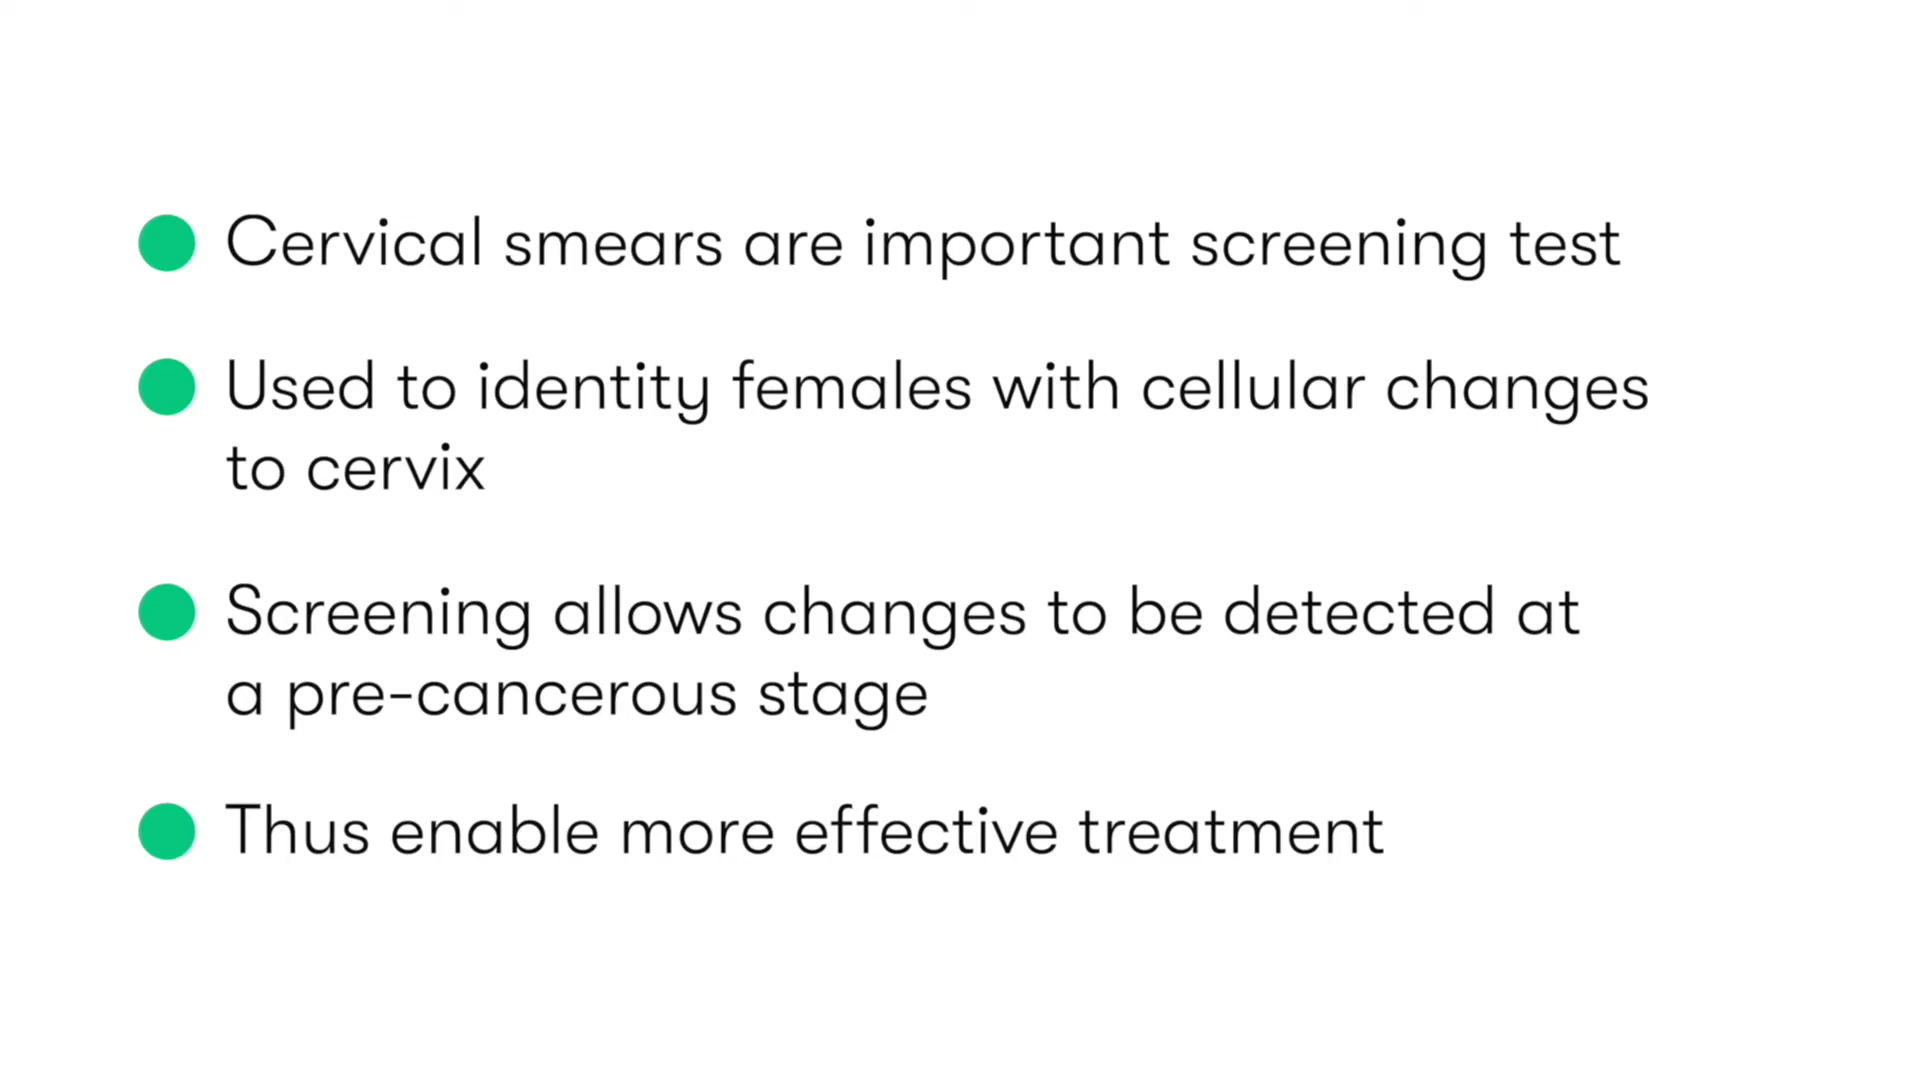 Cervical smears are important screening test
Used to identity females with cellular changes
to cervix
Screening allows changes to be detected at
a pre-cancerous stage
Thus enable more effective treatment